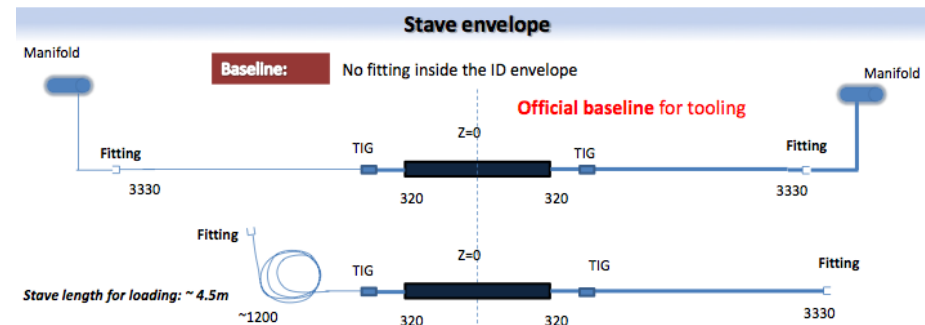 Stave envelope
Manifold
Baseline: No fitting inside the ID envelope
Manifold
Official baseline for tooling
Z=0
Fitting
TIG
TIG
Fitting
3330
320
320
3330
Fitting
Z=0
TIG
TIG
Fitting
Stave length for loading: ~ 4.5m
~1200
320
320
3330